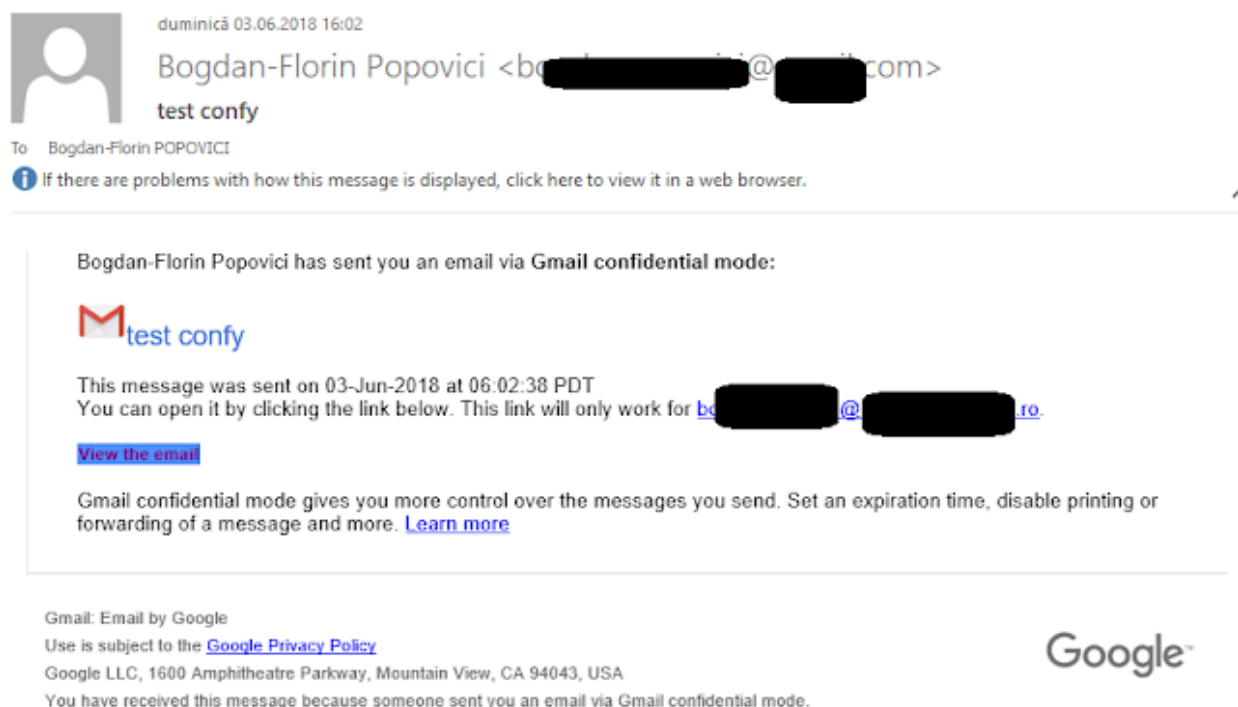 duminică 03.06.2018 16:02
Bogdan-Florin Popovici <bo @ .com>
test confy
To Bogdan-Florin POPOVICI
If there are problems with how this message is displayed, click here to view it in a web browser.
Bogdan-Florin Popovici has sent you an email via Gmail confidential mode:
test confy
This message was sent on 03-Jun-2018 at 06:02:38 PDT
You can open it by clicking the link below. This link will only work for bo @ .ro.
View the email
Gmail confidential mode gives you more control over the messages you send. Set an expiration time, disable printing or
forwarding of a message and more. Learn more
Gmail: Email by Google
Use is subject to the Google Privacy Policy
Google LLC, 1600 Amphitheatre Parkway, Mountain View, CA 94043, USA
You have received this message because someone sent you an email via Gmail confidential mode.
Google